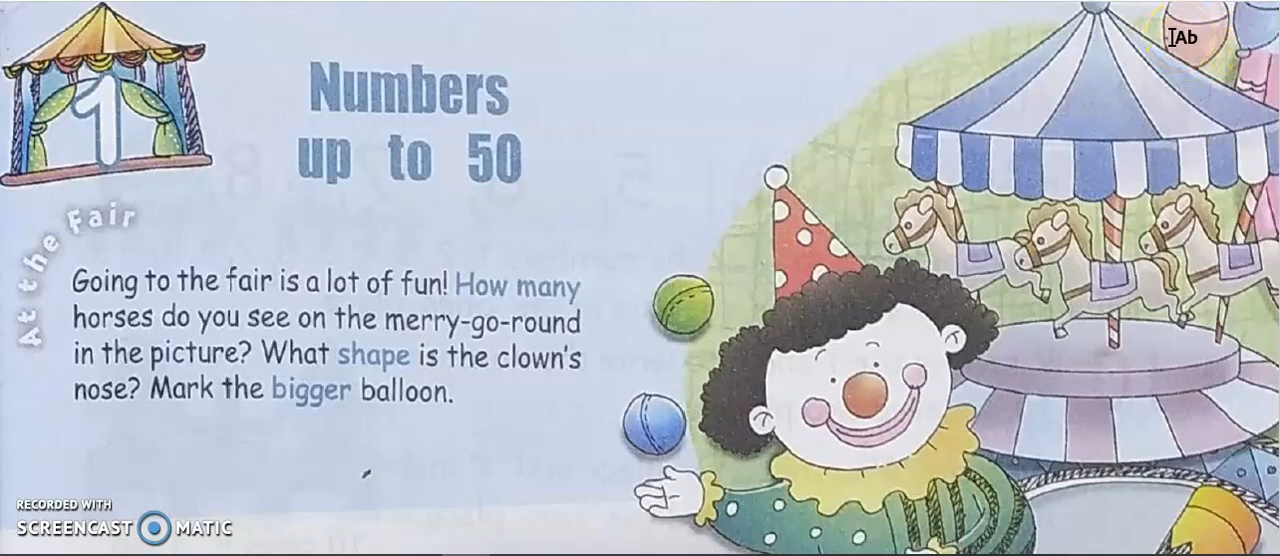 1
Numbers
up to 50
At the Fair
Going to the fair is a lot of fun! How many
horses do you see on the merry-go-round
in the picture? What shape is the clown's
nose? Mark the bigger balloon.
Ab
RECORDED WITH
SCREENCAST MATIC